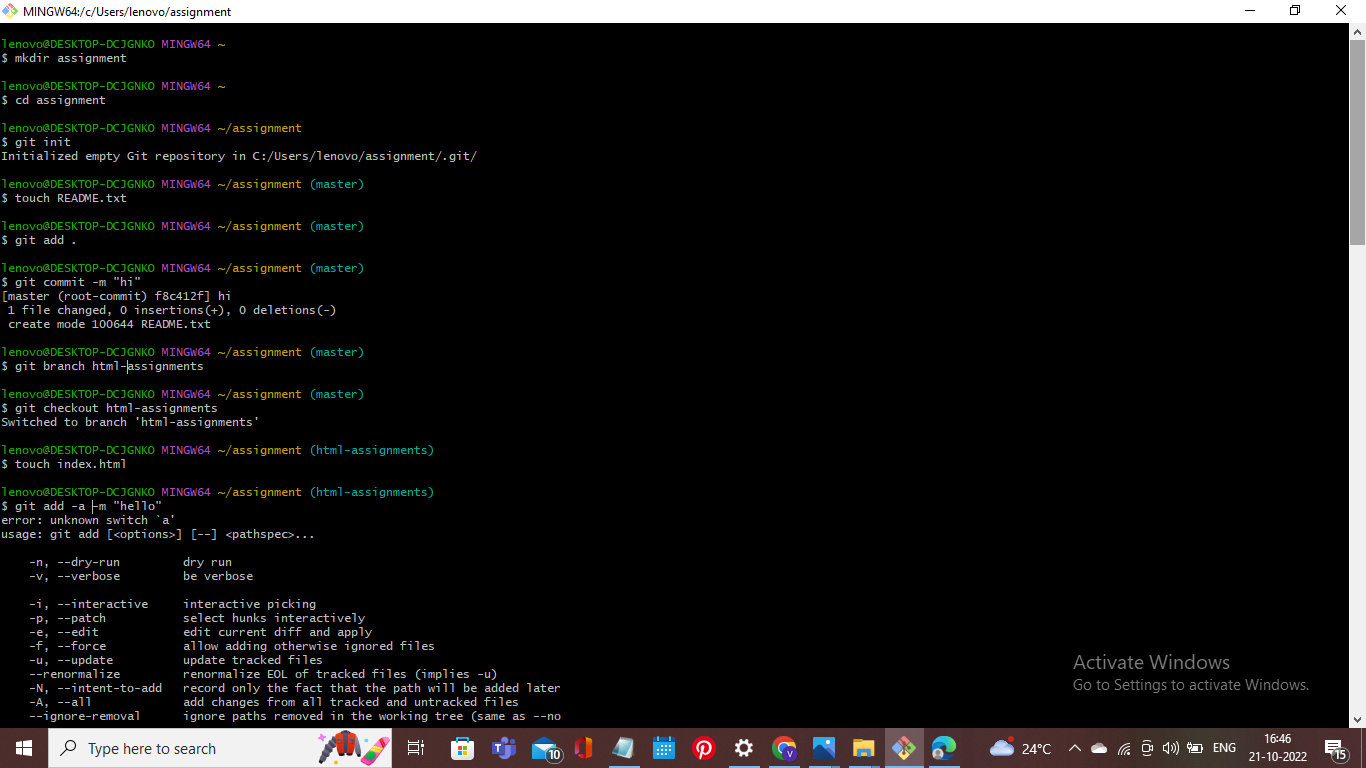 MINGW64:/c/Users/lenovo/assignment
lenovo@DESKTOP-DCJGNKO MINGW64 ~
$ mkdir assignment
lenovo@DESKTOP-DCJGNKO MINGW64 ~
$ cd assignment
lenovo@DESKTOP-DCJGNKO MINGW64 ~/assignment
$ git init
Initialized empty Git repository in C:/Users/lenovo/assignment/.git/
lenovo@DESKTOP-DCJGNKO MINGW64 ~/assignment (master)
$ touch README.txt
lenovo@DESKTOP-DCJGNKO MINGW64 ~/assignment (master)
$ git add .
lenovo@DESKTOP-DCJGNKO MINGW64 ~/assignment (master)
$ git commit -m "hi"
[master (root-commit) f8c412f] hi
 1 file changed, 0 insertions(+), 0 deletions(-)
 create mode 100644 README.txt
lenovo@DESKTOP-DCJGNKO MINGW64 ~/assignment (master)
$ git branch html-assignments
lenovo@DESKTOP-DCJGNKO MINGW64 ~/assignment (master)
$ git checkout html-assignments
Switched to branch 'html-assignments'
lenovo@DESKTOP-DCJGNKO MINGW64 ~/assignment (html-assignments)
$ touch index.html
lenovo@DESKTOP-DCJGNKO MINGW64 ~/assignment (html-assignments)
$ git add -a -m "hello"
error: unknown switch `a'
usage: git add [<options>] [--] <pathspec>...
    -n, --dry-run         dry run
    -v, --verbose         be verbose
    -i, --interactive     interactive picking
    -p, --patch           select hunks interactively
    -e, --edit            edit current diff and apply
    -f, --force           allow adding otherwise ignored files
    -u, --update          update tracked files
    --renormalize         renormalize EOL of tracked files (implies -u)
    -N, --intent-to-add   record only the fact that the path will be added later
    -A, --all             add changes from all tracked and untracked files
    --ignore-removal      ignore paths removed in the working tree (same as --no
Activate Windows
Go to Settings to activate Windows.
Type here to search
10
V
24°C
ENG
16:46
21-10-2022
15